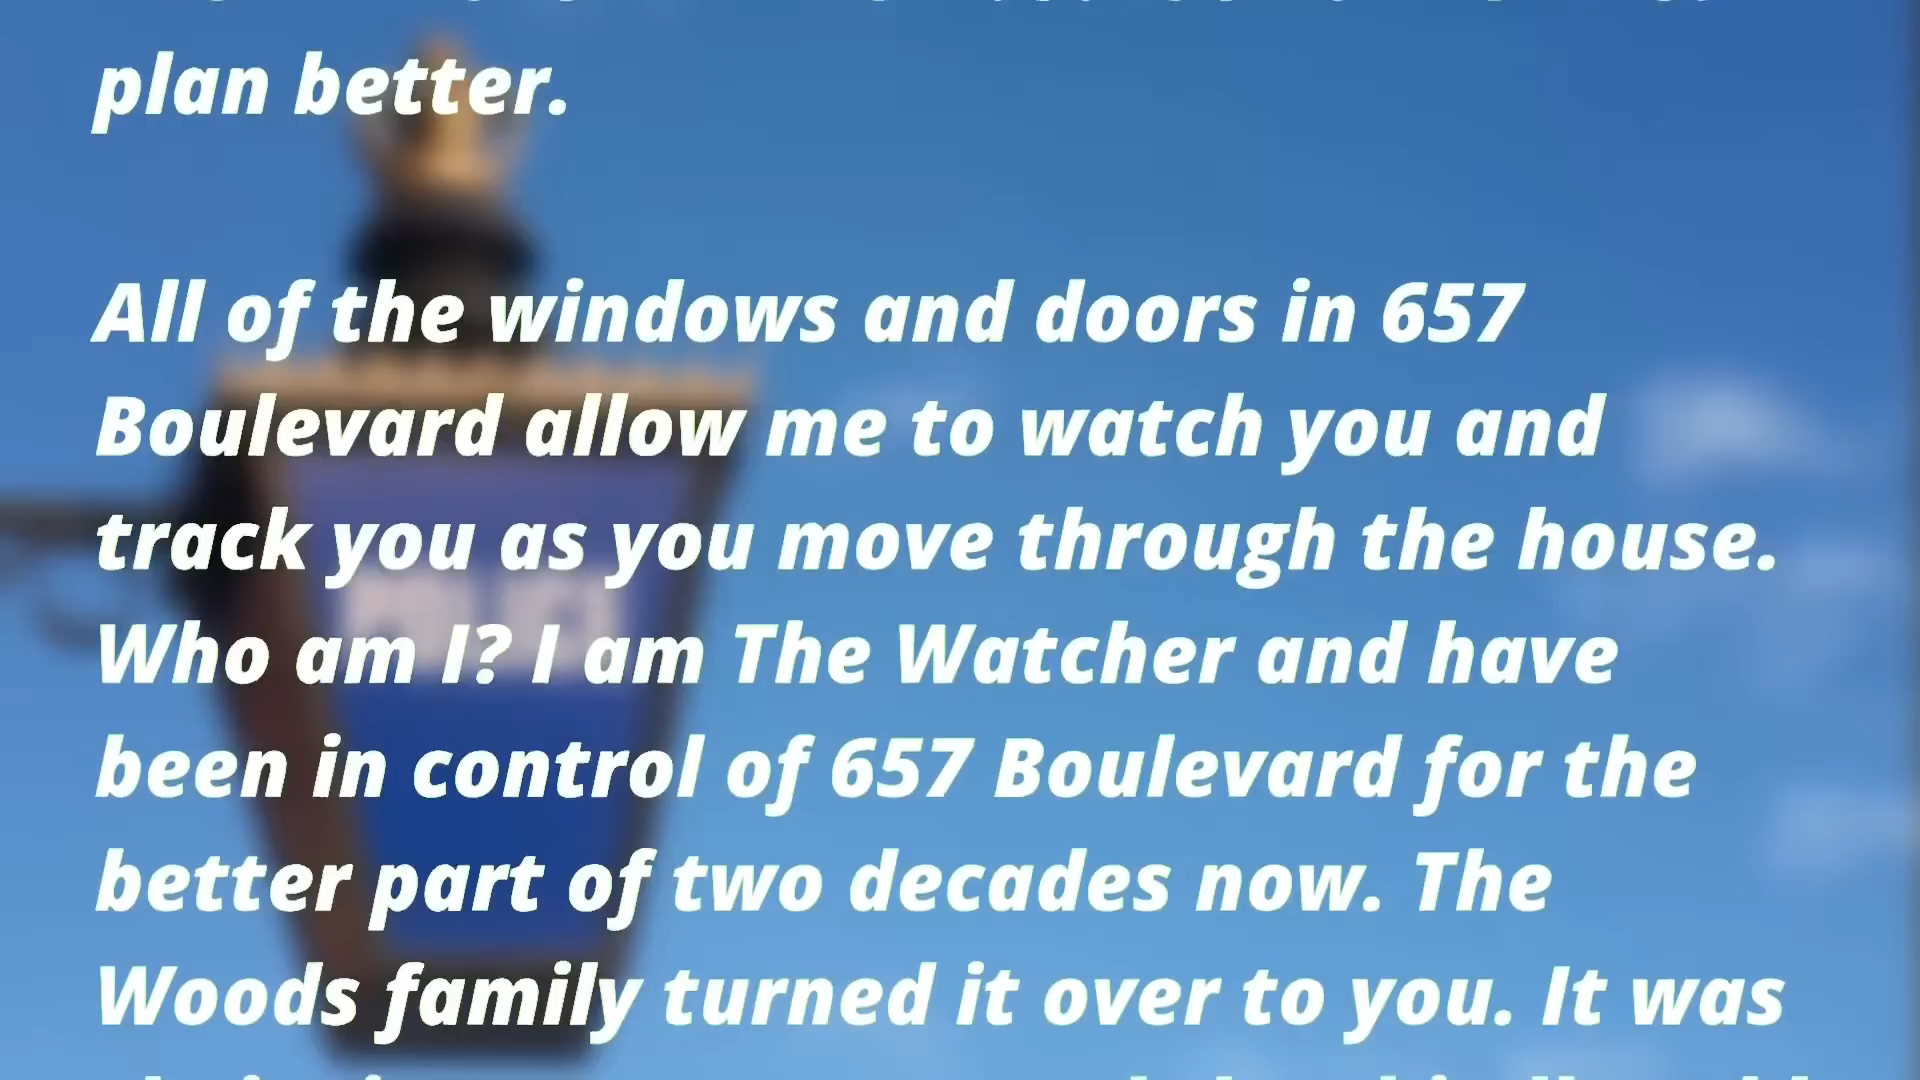 plan better.
All of the windows and doors in 657
Boulevard allow me to watch you and
track you as you move through the house.
Who am I? I am The Watcher and have
been in control of 657 Boulevard for the
better part of two decades now. The
Woods family turned it over to you. It was
POLICE